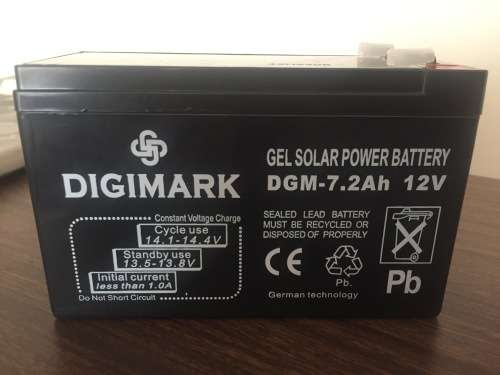 DIGIMARK
Constant Voltage Charge
Cycle use
14.1-14.4V
Standby use
13.5-13.8V
Initial current
less than 1.0A
Do Not Short Circuit
GEL SOLAR POWER BATTERY
DGM-7.2Ah 12V
SEALED LEAD BATTERY
MUST BE RECYCLED OR
DISPOSED OF PROPERLY
CE
Pb.
Pb
German technology